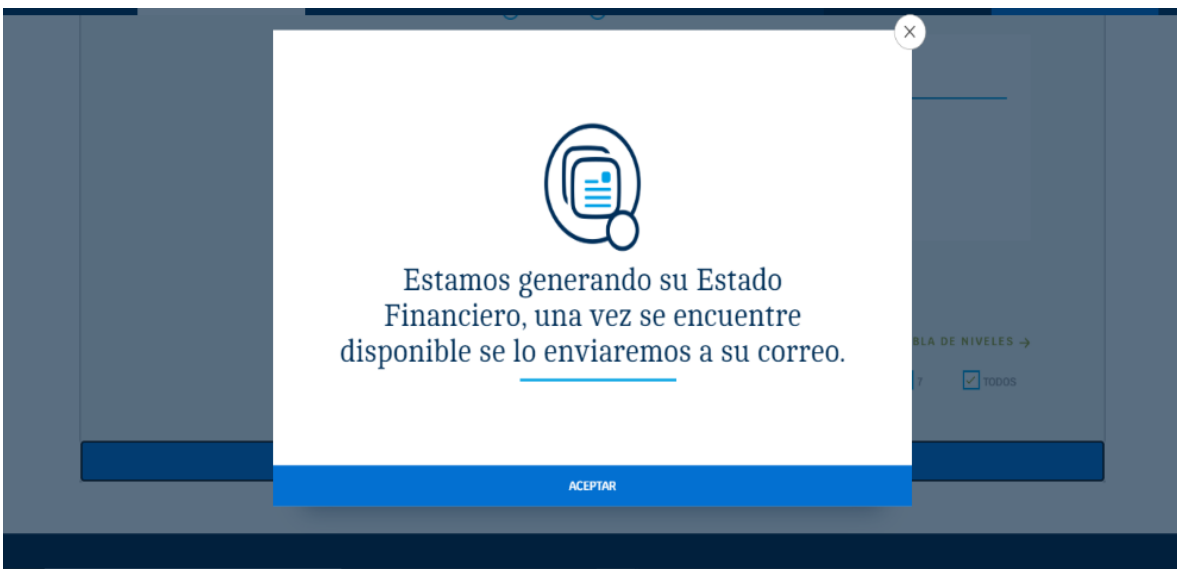 Estamos generando su Estado
Financiero, una vez se encuentre
disponible se lo enviaremos a su correo.
DE NIVELES →
7
TODOS
ACEPTAR